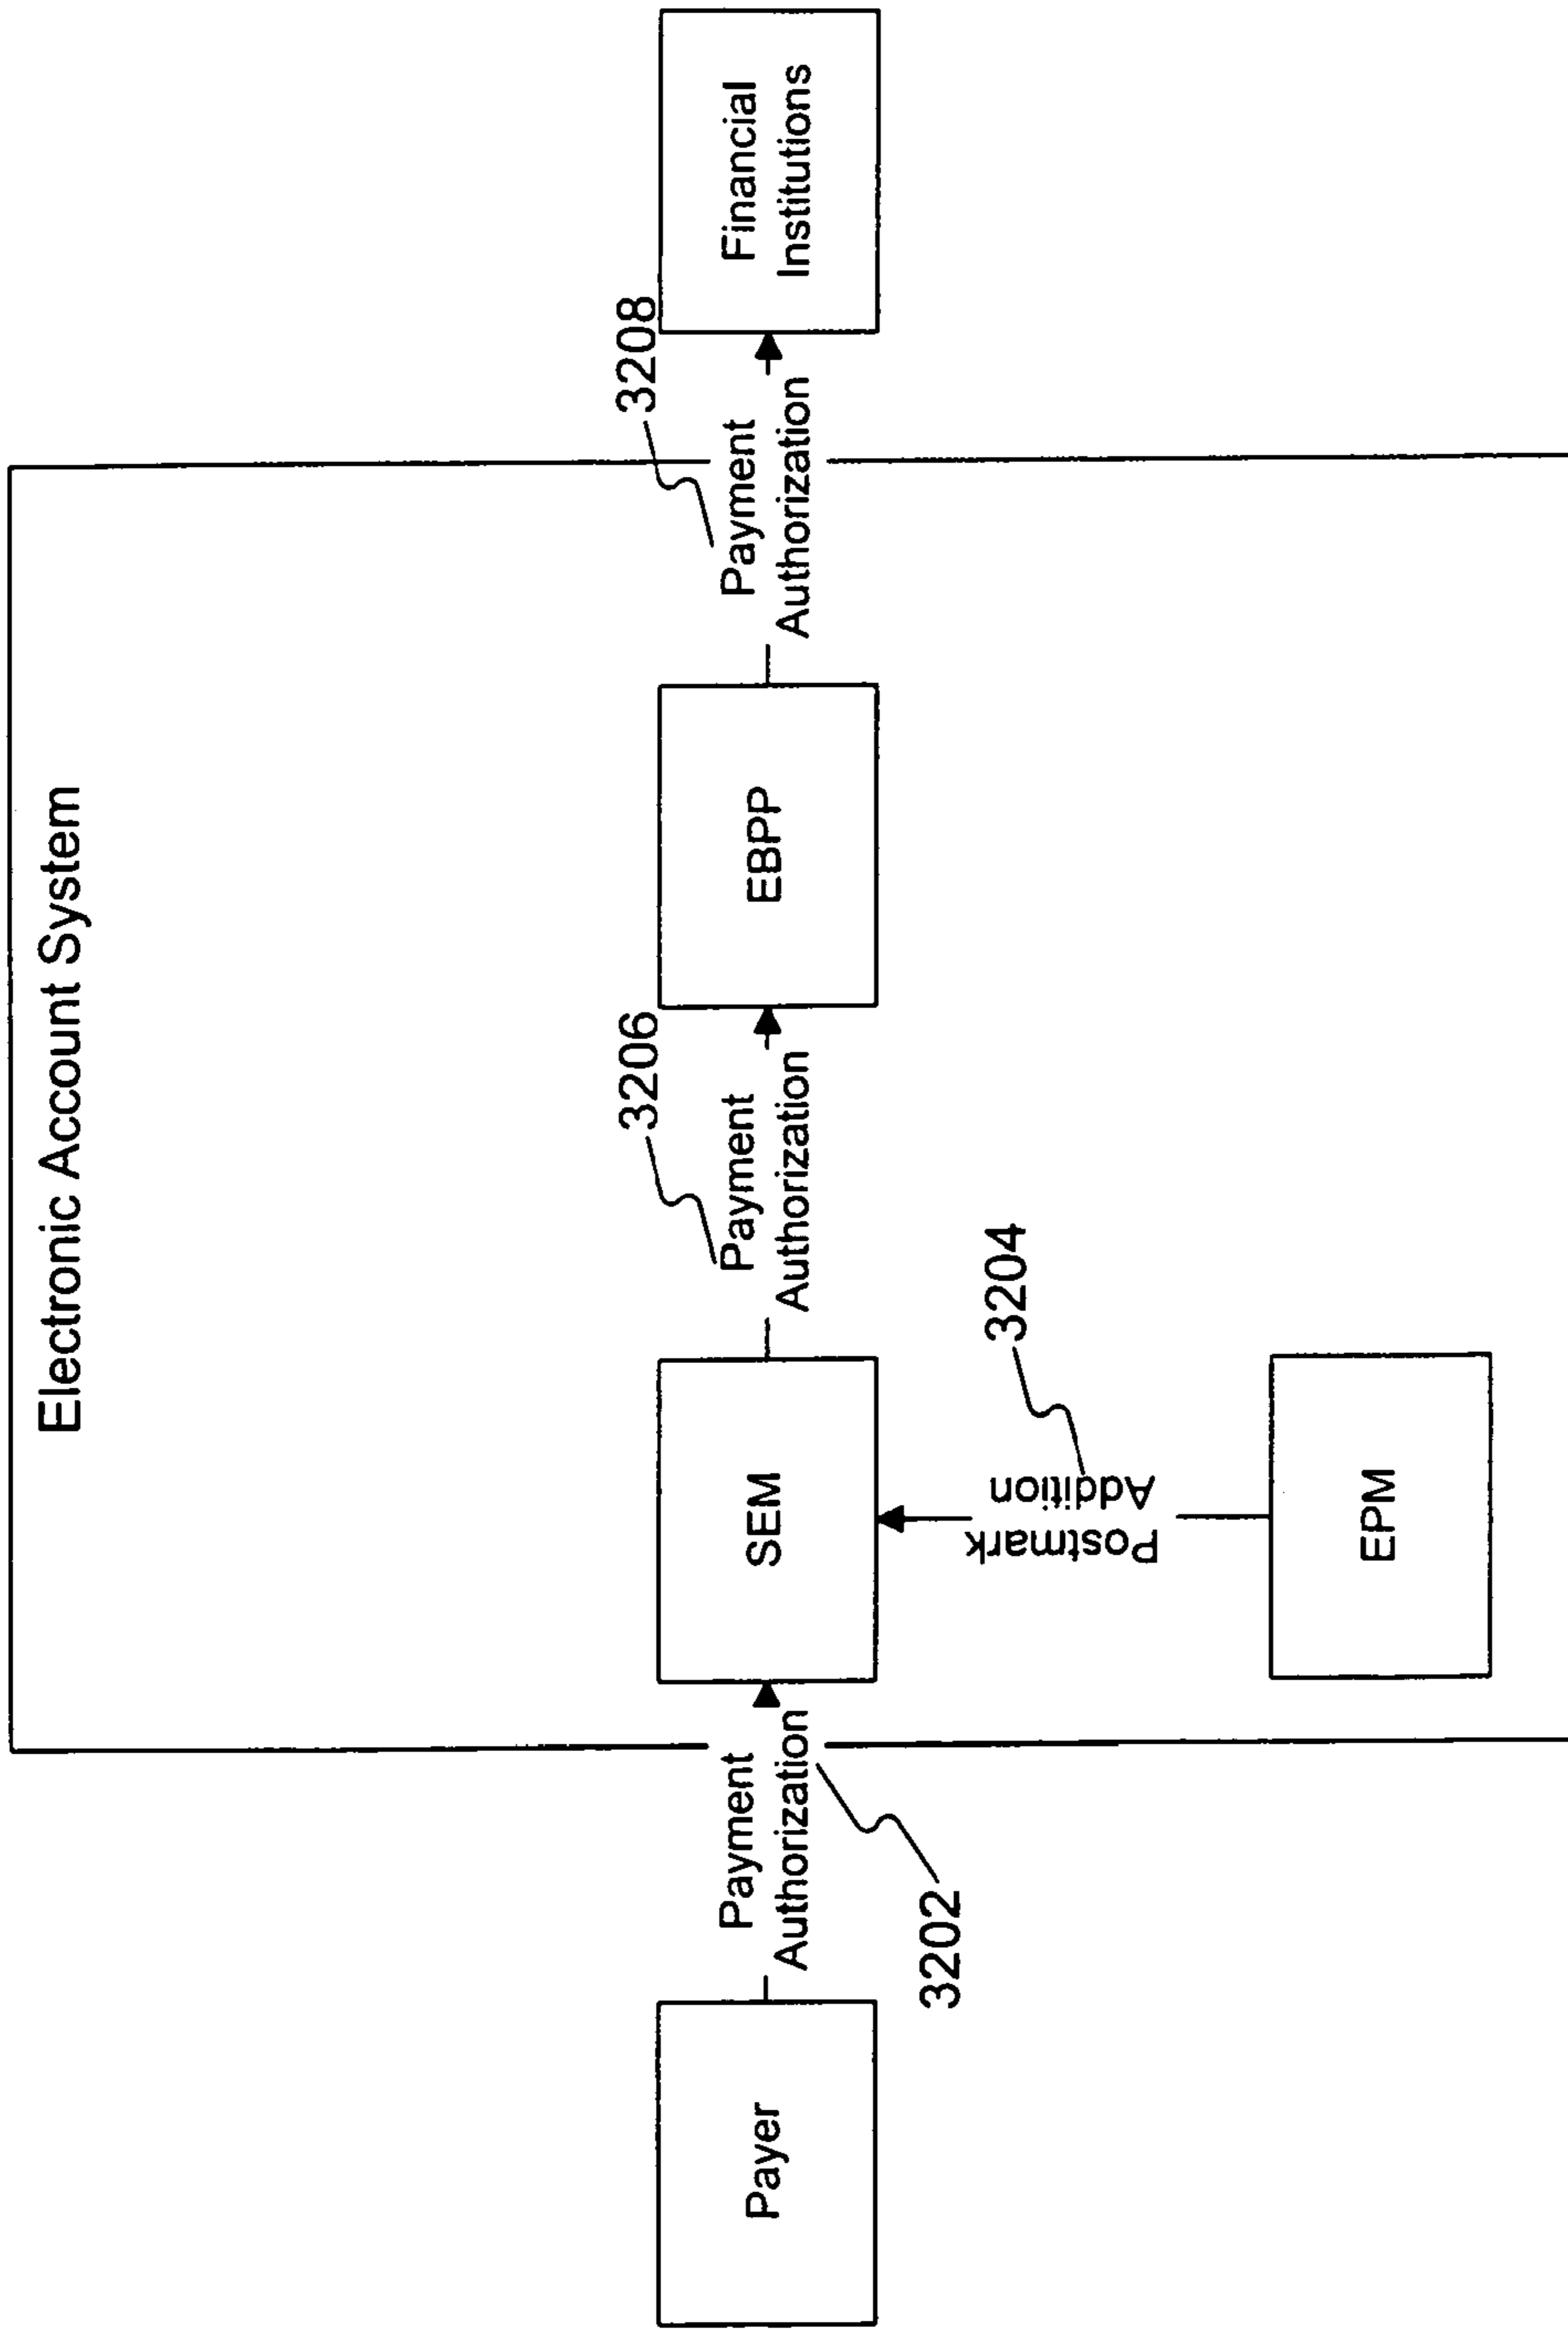 Electronic Account System
Payer
Payment
Authorization
3202
SEM
Postmark
Addition
3204
EPM
Payment
Authorization
3206
EBPP
Payment
Authorization
3208
Financial
Institutions